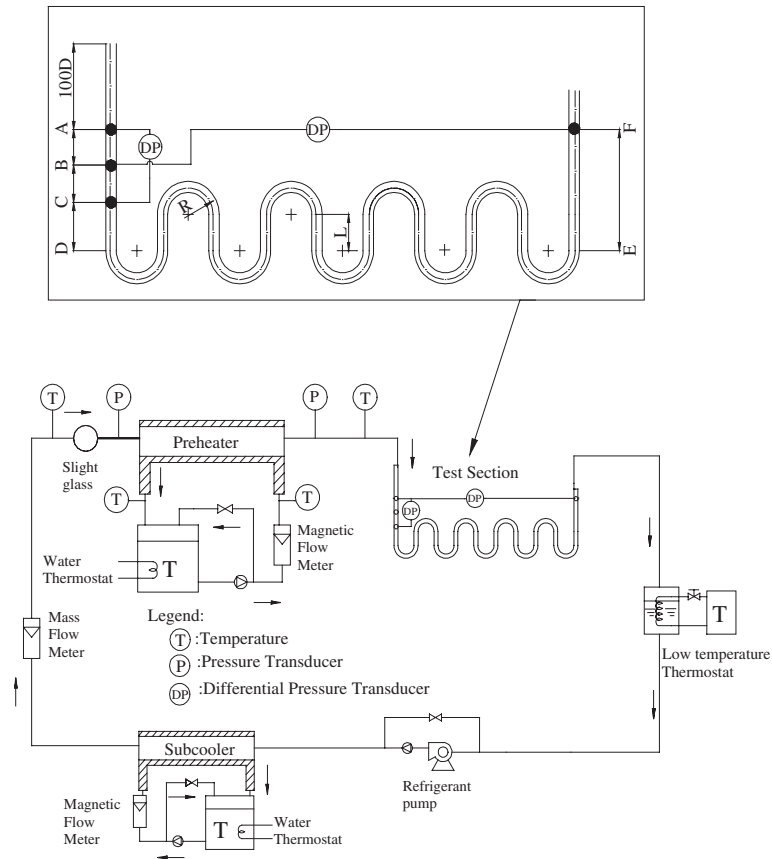 100D
A
B
C
D
DP
DP
R
L
F
E
T
P
Preheater
P
T
Slight
glass
Test Section
T
T
DP
DP
Magnetic
Flow
Meter
Water
Thermostat
T
T
Low temperature
Thermostat
Mass
Flow
Meter
Legend:
T :Temperature
P :Pressure Transducer
DP :Differential Pressure Transducer
Subcooler
Refrigerant
pump
Magnetic
Flow
Meter
T
Water
Thermostat